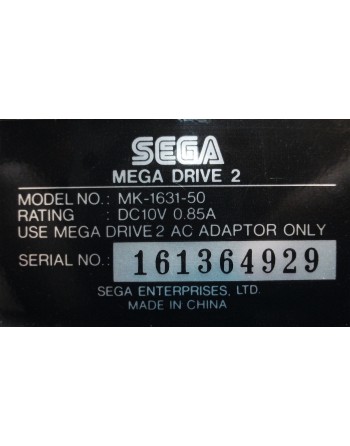 SEGA
MEGA DRIVE 2
MODEL NO.: MK-1631-50
RATING : DC10V 0.85A
USE MEGA DRIVE 2 AC ADAPTOR ONLY
SERIAL NO.: 161364929
SEGA ENTERPRISES, LTD.
MADE IN CHINA